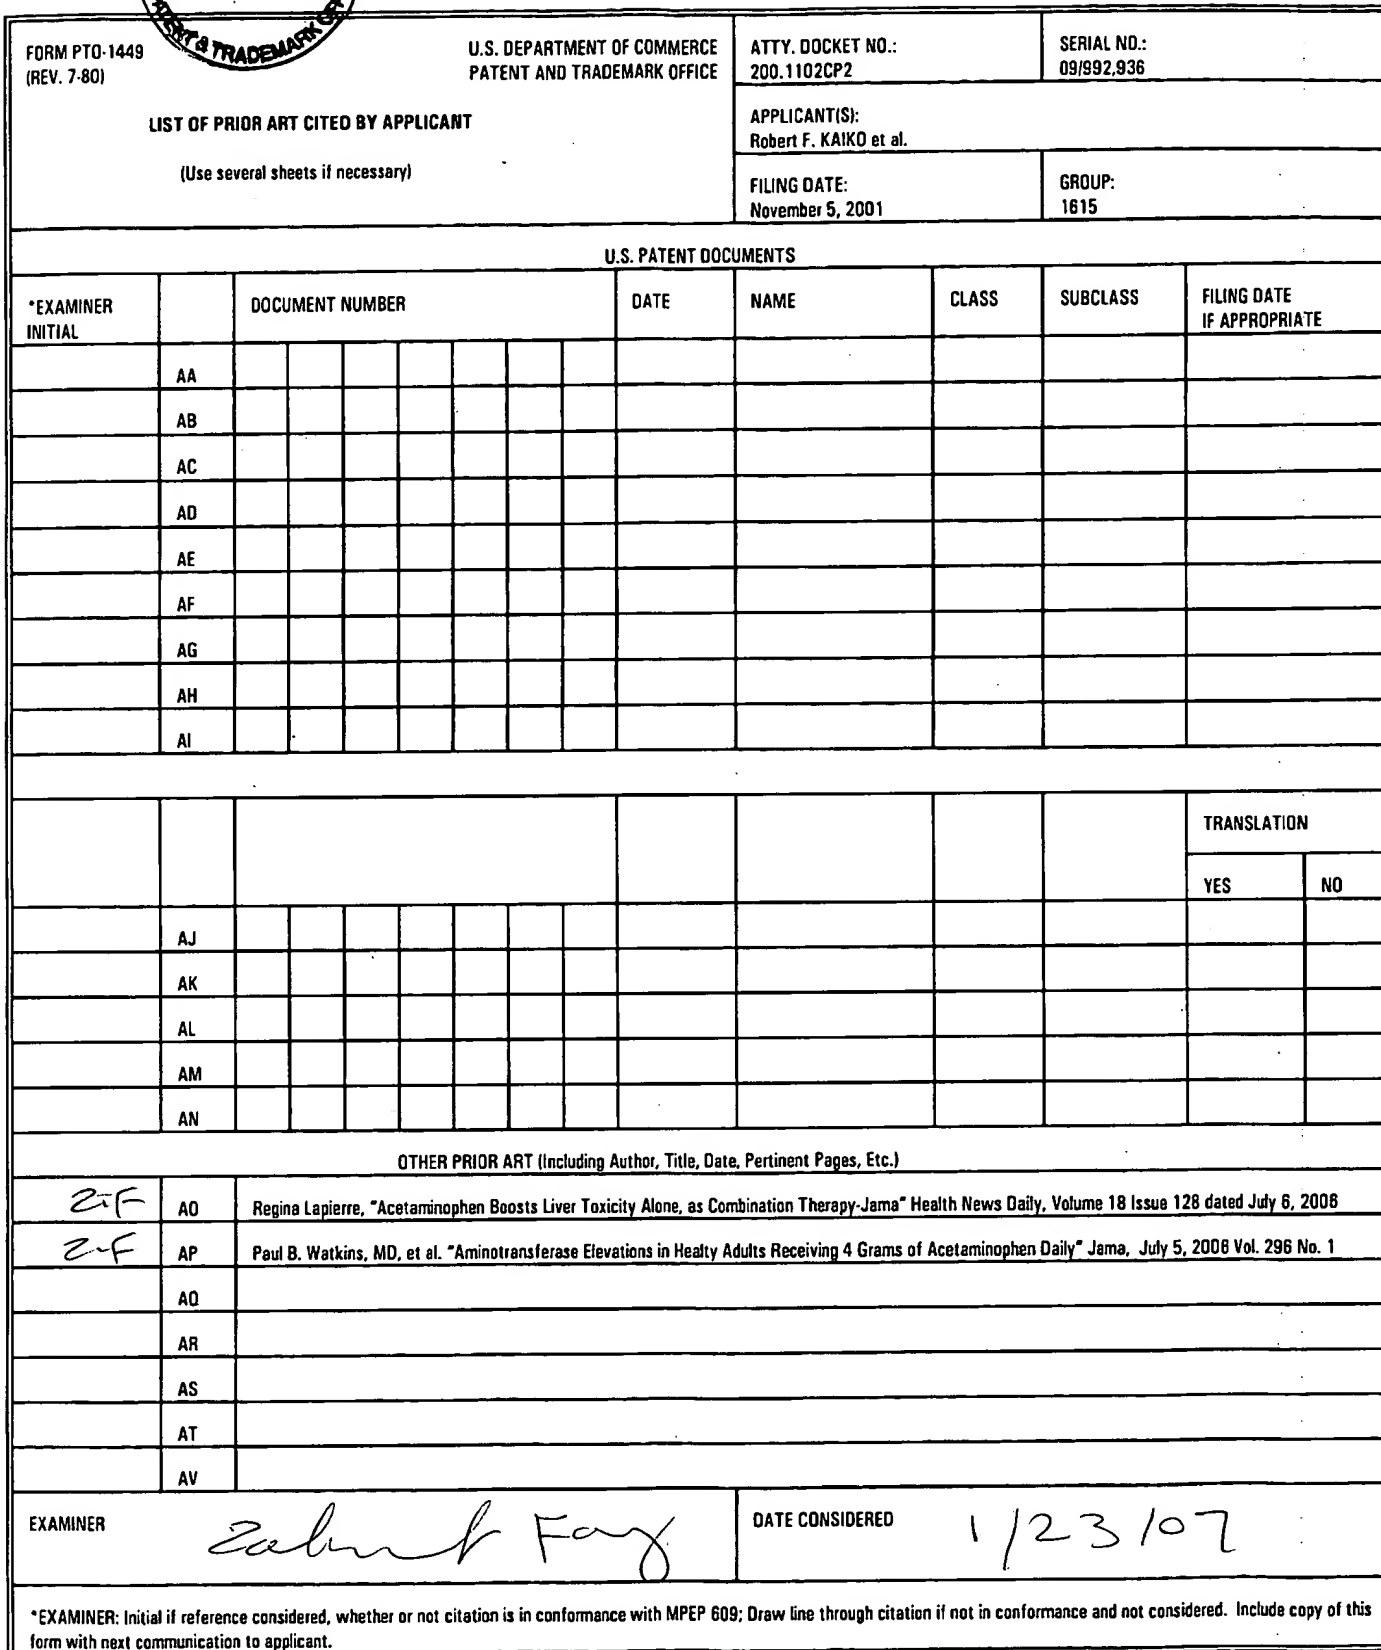 PATENT & TRADEMARK
FORM PTO-1449
(REV. 7-80)
U.S. DEPARTMENT OF COMMERCE
PATENT AND TRADEMARK OFFICE
LIST OF PRIOR ART CITED BY APPLICANT
(Use several sheets if necessary)
ATTY. DOCKET NO.:
200.1102CP2
SERIAL NO.:
09/992,936
APPLICANT(S):
Robert F. KAIKO et al.
FILING DATE:
November 5, 2001
GROUP:
1615
U.S. PATENT DOCUMENTS
*EXAMINER
INITIAL
DOCUMENT NUMBER
DATE
NAME
CLASS
SUBCLASS
FILING DATE
IF APPROPRIATE
AA
AB
AC
AD
AE
AF
AG
AH
AI
TRANSLATION
YES NO
AJ
AK
AL
AM
AN
OTHER PRIOR ART (Including Author, Title, Date, Pertinent Pages, Etc.)
Z-F AO Regina Lapierre, "Acetaminophen Boosts Liver Toxicity Alone, as Combination Therapy-Jama" Health News Daily, Volume 18 Issue 128 dated July 6, 2006
Z-F AP Paul B. Watkins, MD, et al. "Aminotransferase Elevations in Healty Adults Receiving 4 Grams of Acetaminophen Daily" Jama, July 5, 2006 Vol. 296 No. 1
AQ
AR
AS
AT
AV
EXAMINER Fay
DATE CONSIDERED 1/23/07
*EXAMINER: Initial if reference considered, whether or not citation is in conformance with MPEP 609; Draw line through citation if not in conformance and not considered. Include copy of this
form with next communication to applicant.